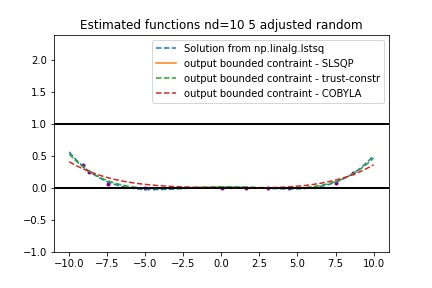 Estimated functions nd=10 5 adjusted random
Solution from np.linalg.lstsq
output bounded contraint - SLSQP
output bounded contraint - trust-constr
output bounded contraint - COBYLA
2.0
1.5
1.0
0.5
0.0
−0.5
−1.0
−10.0 −7.5 −5.0 −2.5 0.0 2.5 5.0 7.5 10.0